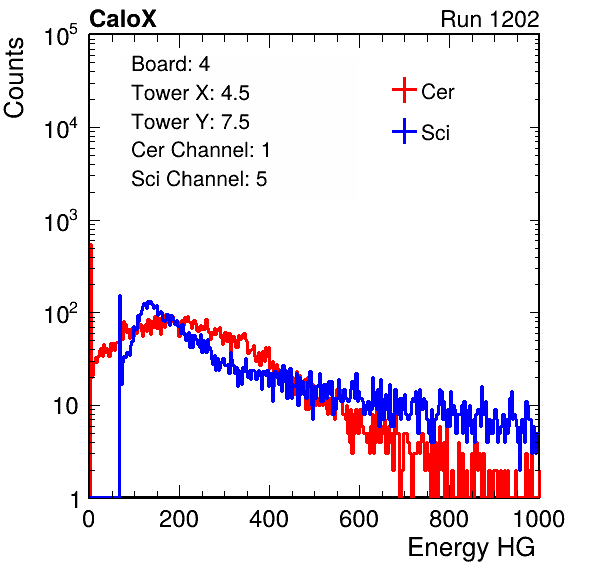 CaloX Run 1202
Counts
10^5
10^4
10^3
10^2
10
1
Board: 4
Tower X: 4.5
Tower Y: 7.5
Cer Channel: 1
Sci Channel: 5
Cer
Sci
0 200 400 600 800 1000
Energy HG